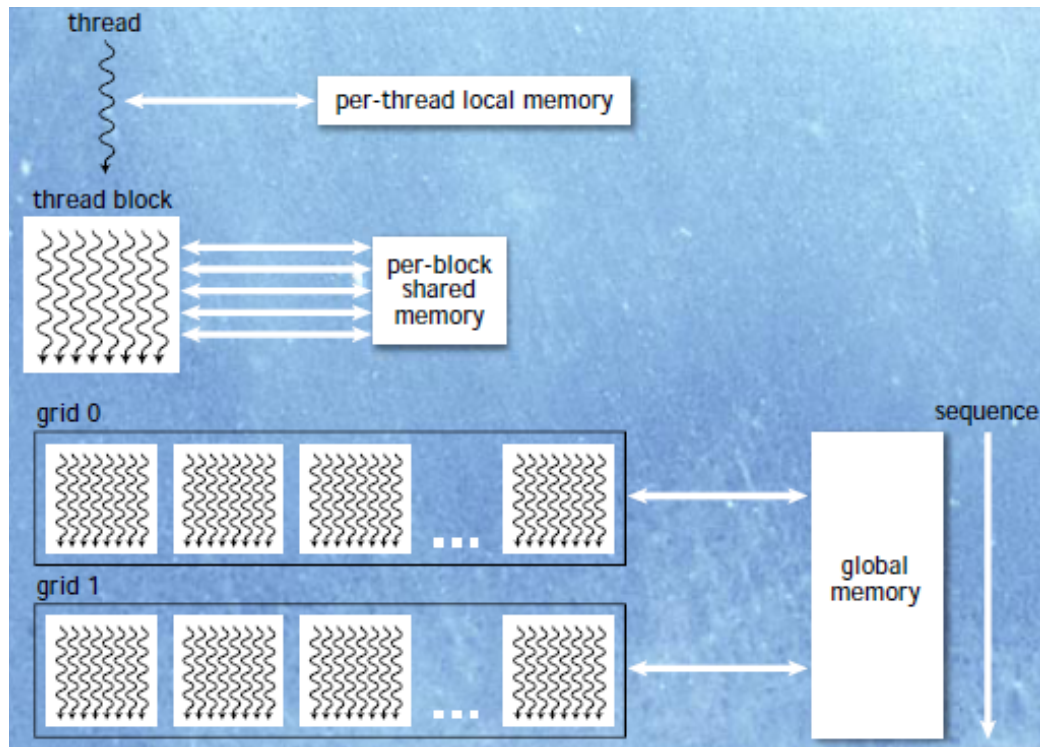 thread
per-thread local memory
thread block
per-block
shared
memory
grid 0
sequence
...
global
memory
grid 1
...